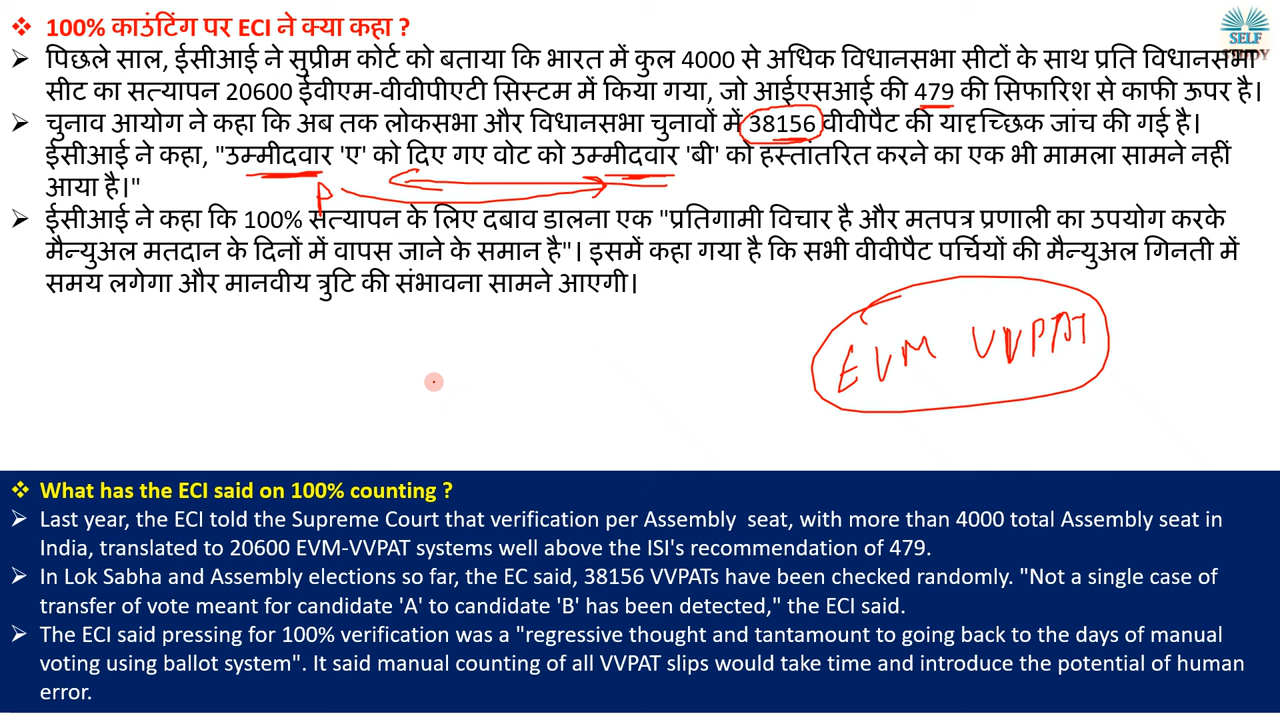 ❖ 100% काउंटिंग पर ECI ने क्या कहा ?
SELF
STUDY
➢ पिछले साल, ईसीआई ने सुप्रीम कोर्ट को बताया कि भारत में कुल 4000 से अधिक विधानसभा सीटों के साथ प्रति विधानसभा
सीट का सत्यापन 20600 ईवीएम-वीवीपीएटी सिस्टम में किया गया, जो आईएसआई की 479 की सिफारिश से काफी ऊपर है।
➢ चुनाव आयोग ने कहा कि अब तक लोकसभा और विधानसभा चुनावों में 38156 वीवीपैट की यादृच्छिक जांच की गई है।
ईसीआई ने कहा, "उम्मीदवार 'ए' को दिए गए वोट को उम्मीदवार 'बी' को हस्तांतरित करने का एक भी मामला सामने नहीं
आया है।"
P
➢ ईसीआई ने कहा कि 100% सत्यापन के लिए दबाव डालना एक "प्रतिगामी विचार है और मतपत्र प्रणाली का उपयोग करके
मैन्युअल मतदान के दिनों में वापस जाने के समान है"। इसमें कहा गया है कि सभी वीवीपैट पर्चियों की मैन्युअल गिनती में
समय लगेगा और मानवीय त्रुटि की संभावना सामने आएगी।
EVM VVPAT
❖ What has the ECI said on 100% counting ?
➢ Last year, the ECI told the Supreme Court that verification per Assembly seat, with more than 4000 total Assembly seat in
India, translated to 20600 EVM-VVPAT systems well above the ISI's recommendation of 479.
➢ In Lok Sabha and Assembly elections so far, the EC said, 38156 VVPATs have been checked randomly. "Not a single case of
transfer of vote meant for candidate 'A' to candidate 'B' has been detected," the ECI said.
➢ The ECI said pressing for 100% verification was a "regressive thought and tantamount to going back to the days of manual
voting using ballot system". It said manual counting of all VVPAT slips would take time and introduce the potential of human
error.